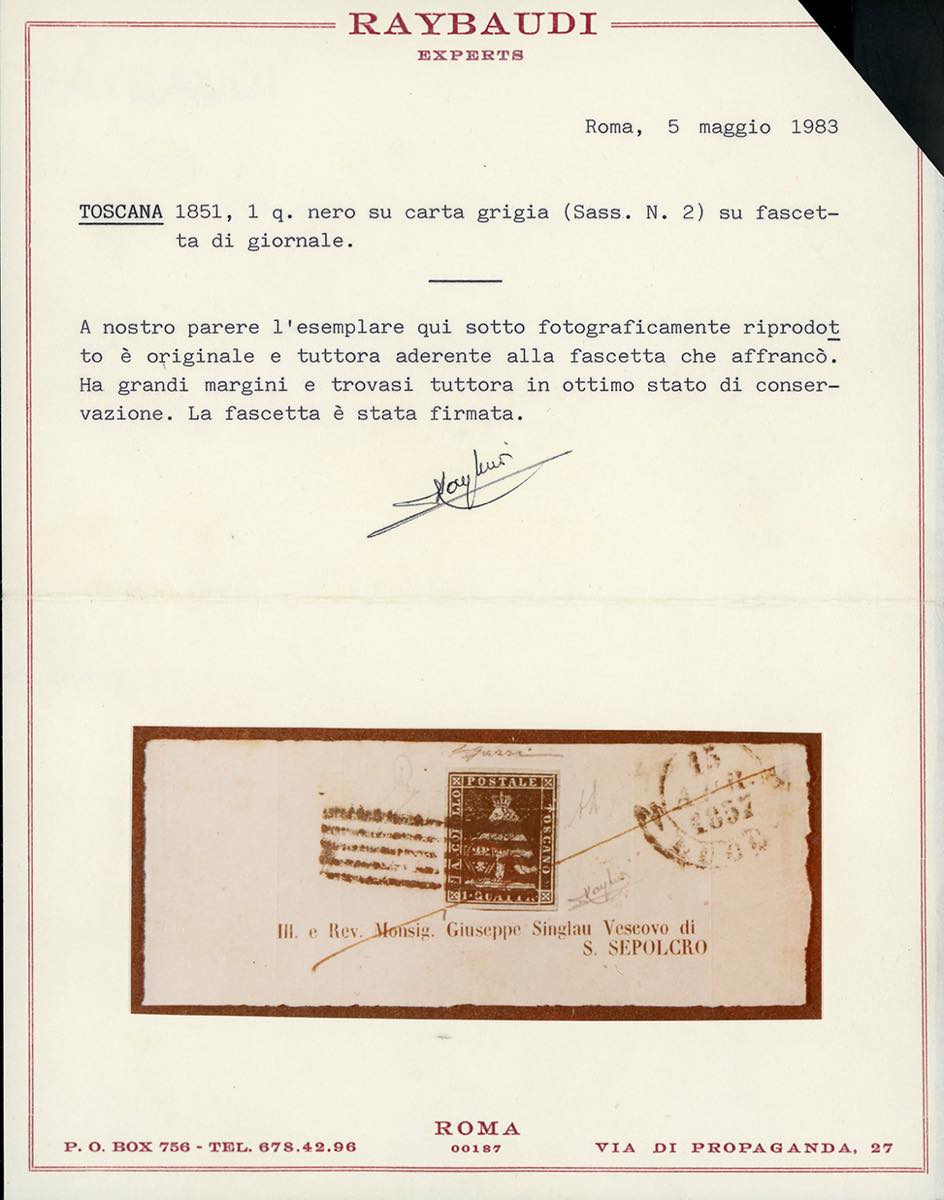 RAYBAUDI
EXPERTS
Roma, 5 maggio 1983
TOSCANA 1851, 1 q. nero su carta grigia (Sass. N. 2) su fascet-
ta di giornale.
A nostro parere l'esemplare qui sotto fotograficamente riprodot
to è originale e tuttora aderente alla fascetta che affrancò.
Ha grandi margini e trovasi tuttora in ottimo stato di conser-
vazione. La fascetta è stata firmata.
POSTALE
TOSCANO
15
APR.
1857
Ill. e Rev. Monsig. Giuseppe Singlau Vescovo di
S. SEPOLCRO
ROMA
P. O. BOX 756 - TEL. 678.42.96
00187
VIA DI PROPAGANDA, 27